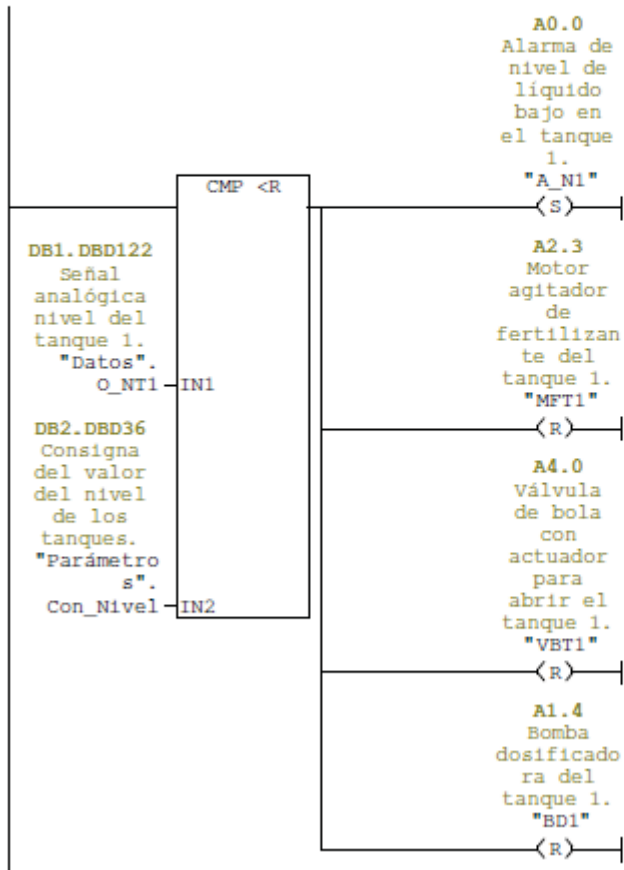 A0.0
Alarma de
nivel de
líquido
bajo en
el tanque
1.
"A_N1"
CMP <R
S
DB1.DBD122
Señal
analógica
nivel del
tanque 1.
"Datos".
O_NT1
IN1
A2.3
Motor
agitador
de
fertilizan
te del
tanque 1.
"MFT1"
R
DB2.DBD36
Consigna
del valor
del nivel
de los
tanques.
"Parámetro
s".
Con_Nivel
IN2
A4.0
Válvula
de bola
con
actuador
para
abrir el
tanque 1.
"VBT1"
R
A1.4
Bomba
dosificado
ra del
tanque 1.
"BD1"
R